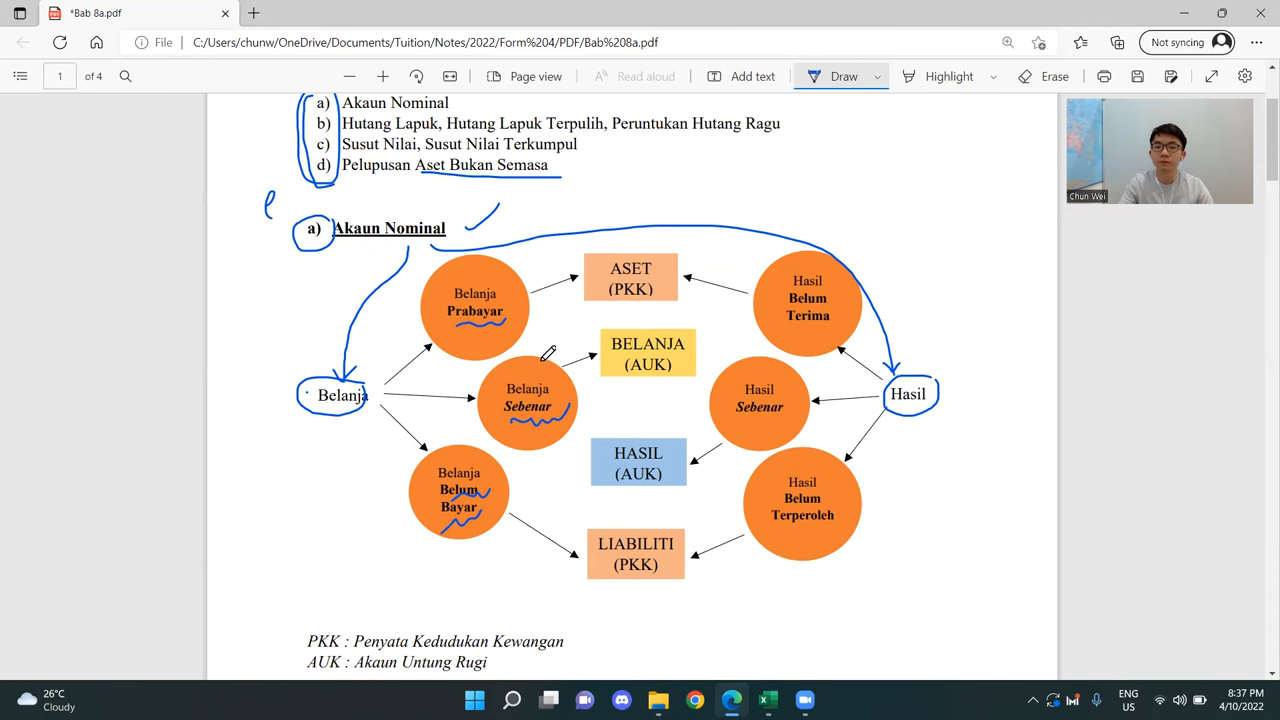 *Bab 8a.pdf
File
C:/Users/chunw/OneDrive/Documents/Tuition/Notes/2022/Form%204/PDF/Bab%208a.pdf
Not syncing
1 of 4
Page view
Read aloud
Add text
Draw
Highlight
Erase
a) Akaun Nominal
b) Hutang Lapuk, Hutang Lapuk Terpulih, Peruntukan Hutang Ragu
c) Susut Nilai, Susut Nilai Terkumpul
d) Pelupusan Aset Bukan Semasa
Chun Wei
a) Akaun Nominal
Belanja
Prabayar
ASET
(PKK)
Hasil
Belum
Terima
BELANJA
(AUK)
Belanja
Belanja
Sebenar
Hasil
Sebenar
Hasil
HASIL
(AUK)
Belanja
Belum
Bayar
Hasil
Belum
Terperoleh
LIABILITI
(PKK)
PKK : Penyata Kedudukan Kewangan
AUK : Akaun Untung Rugi
26°C
Cloudy
ENG
US
8:37 PM
4/10/2022